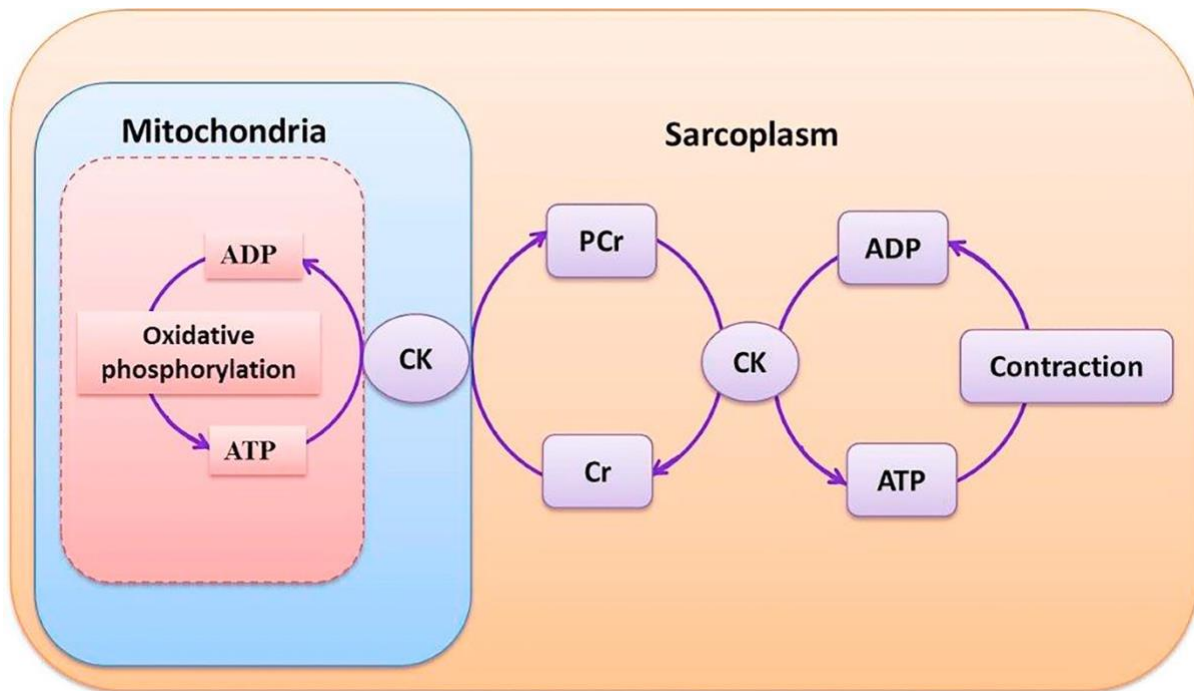 Mitochondria
Sarcoplasm
ADP
Oxidative
phosphorylation
ATP
CK
PCr
Cr
CK
ADP
ATP
Contraction